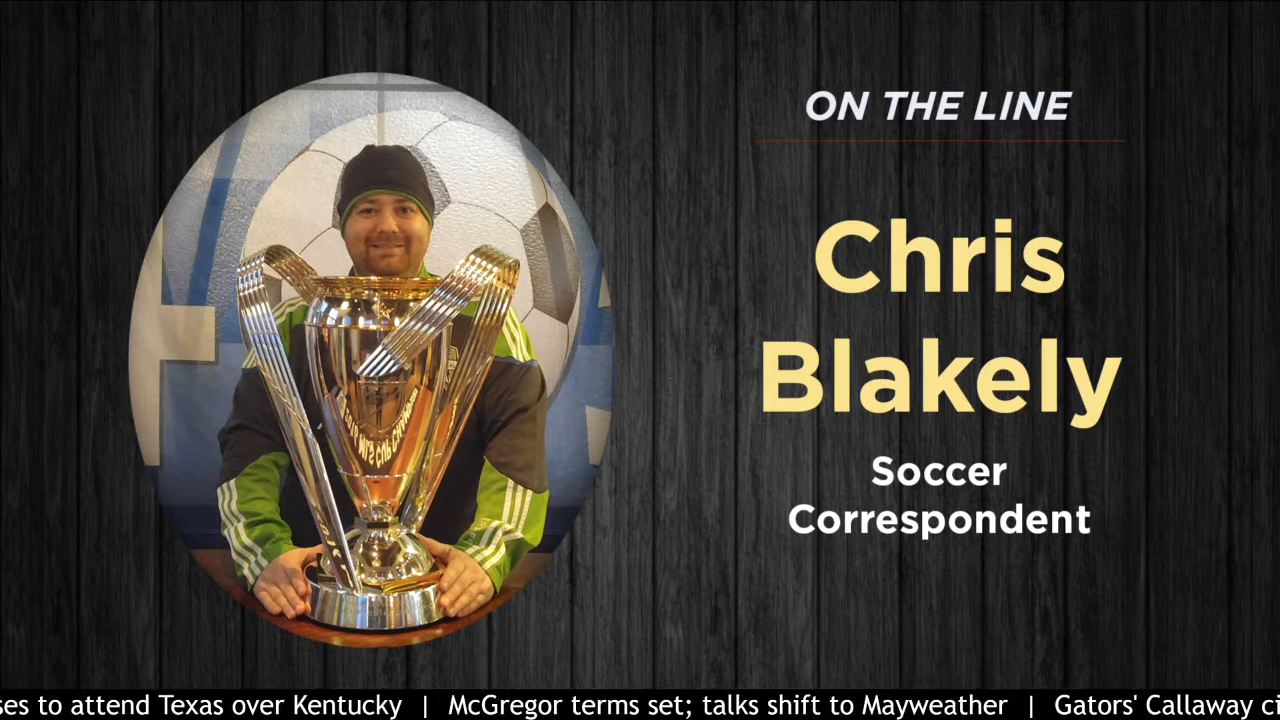 ON THE LINE
Chris
Blakely
Soccer
Correspondent
ses to attend Texas over Kentucky | McGregor terms set; talks shift to Mayweather | Gators' Callaway ci